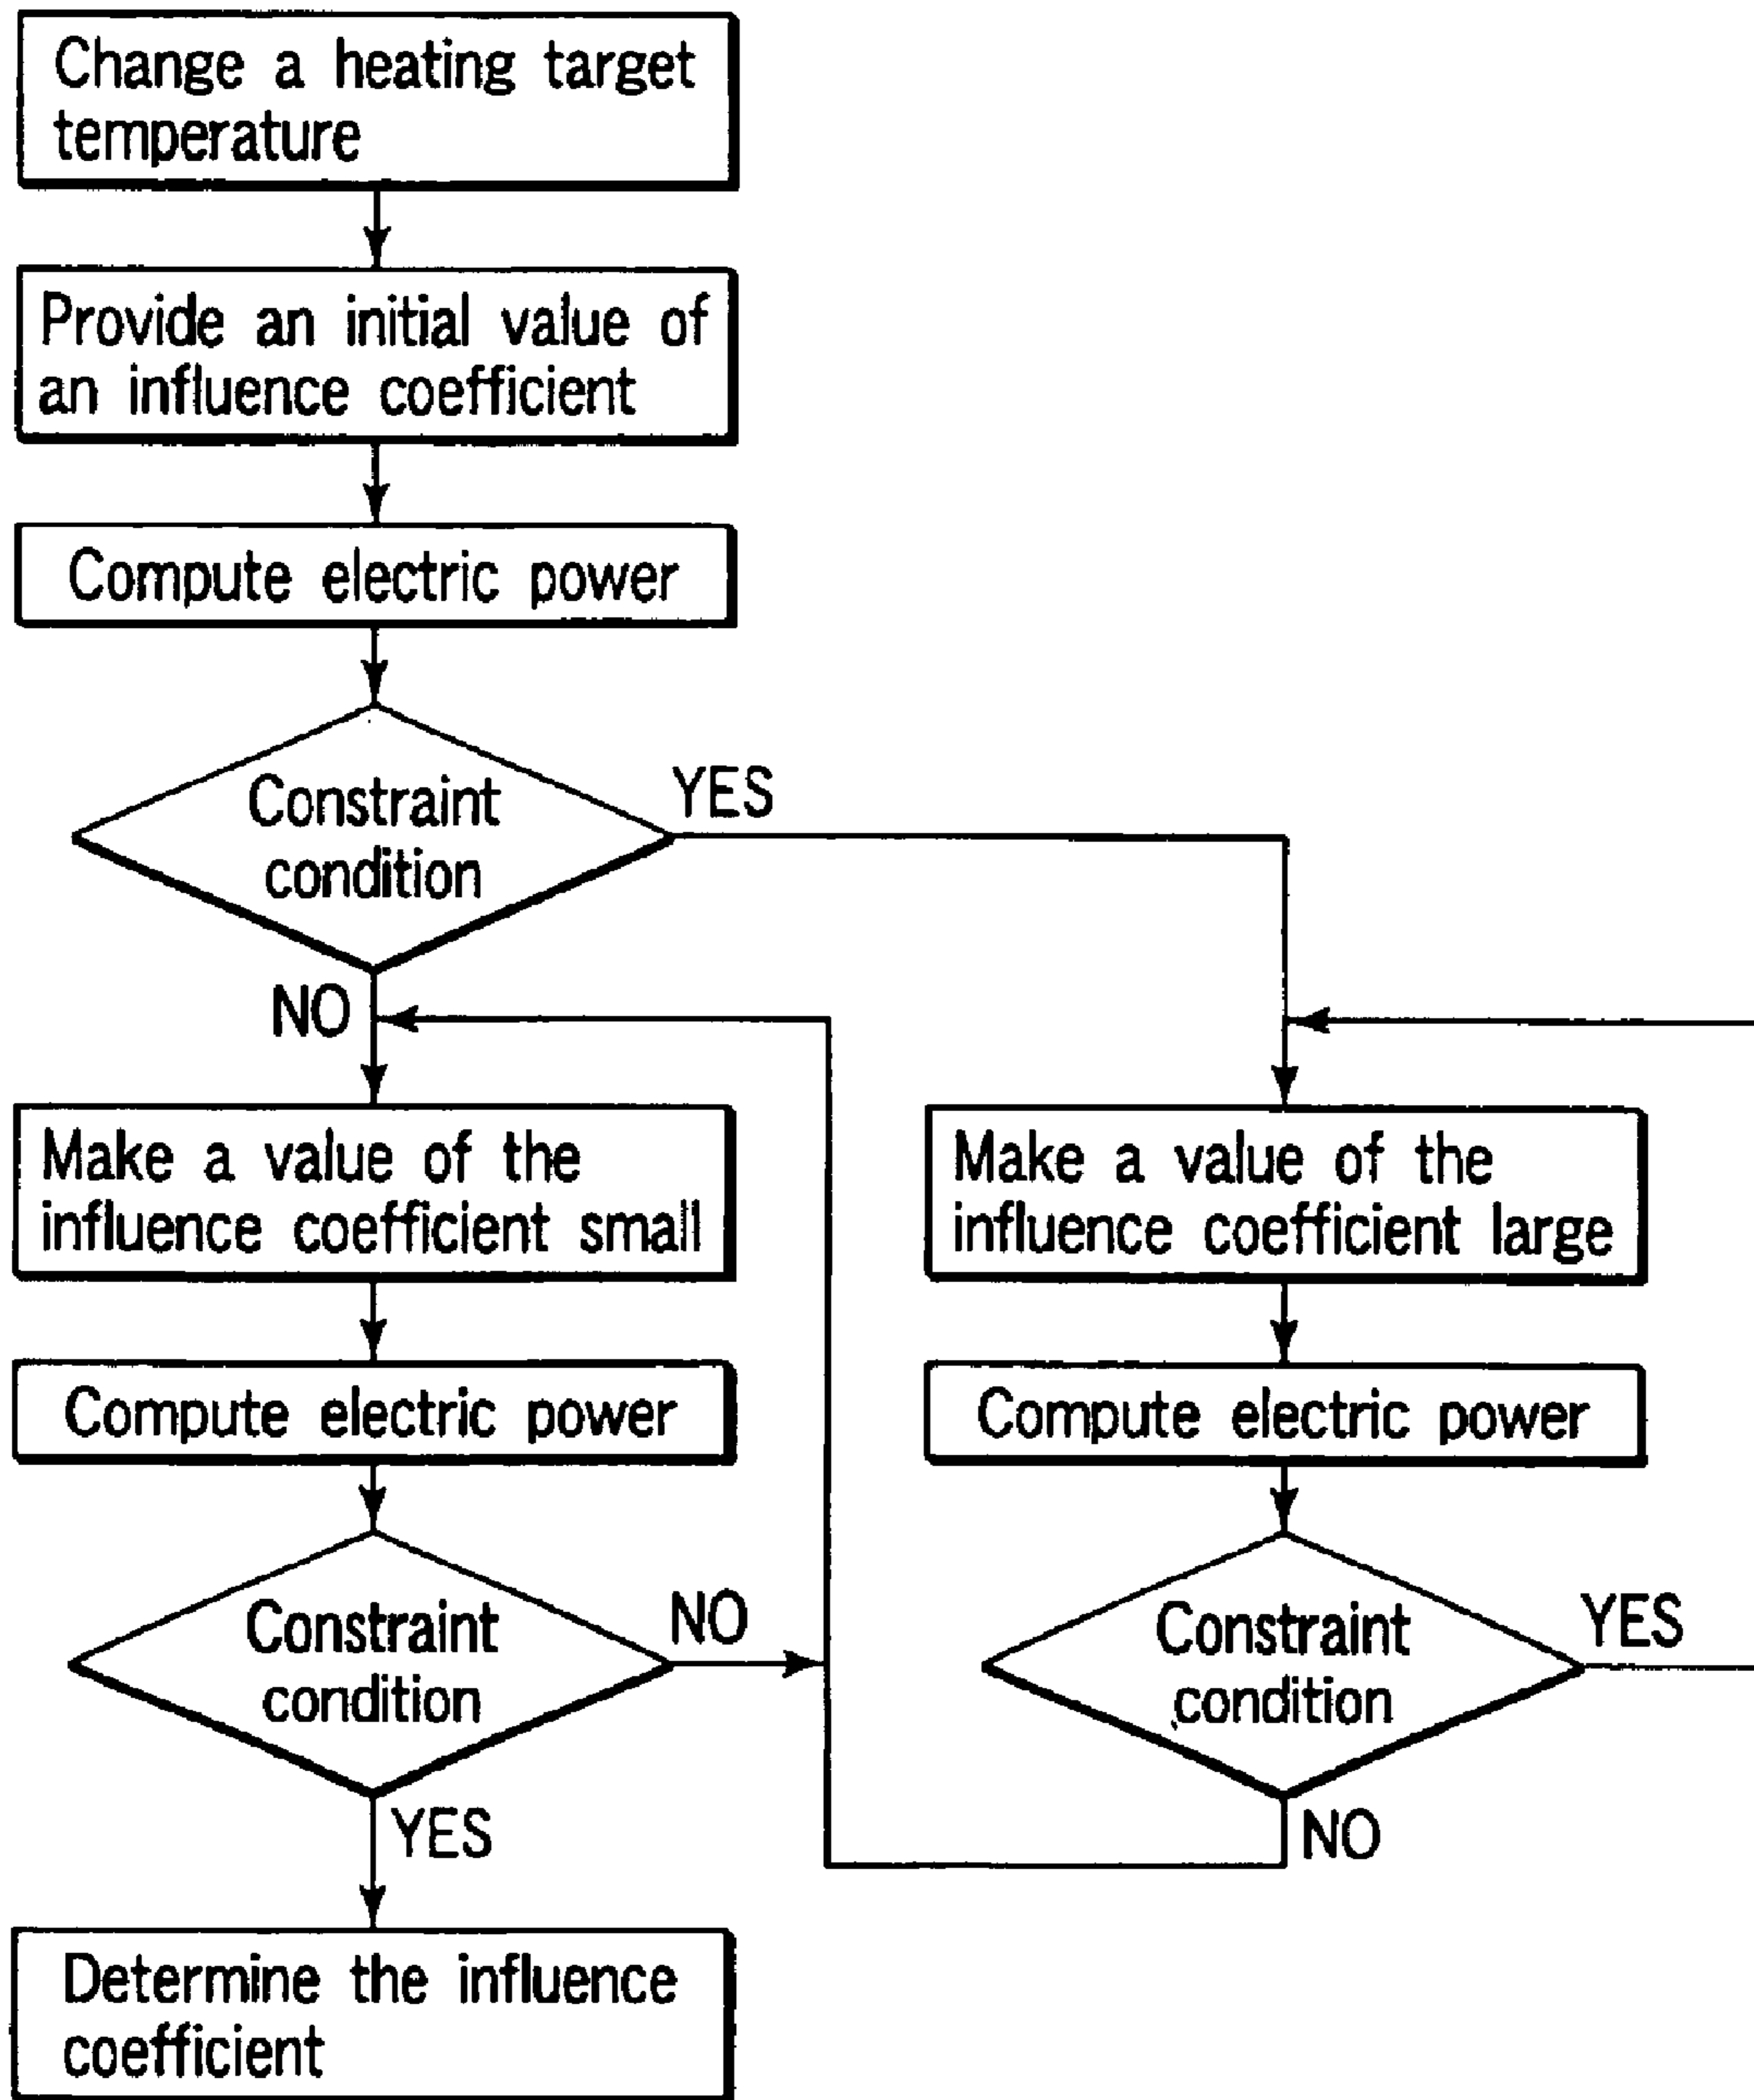 Change a heating target
temperature
Provide an initial value of
an influence coefficient
Compute electric power
Constraint
condition
YES
NO
Make a value of the
influence coefficient small
Compute electric power
Constraint
condition
NO
YES
Determine the influence
coefficient
Make a value of the
influence coefficient large
Compute electric power
Constraint
condition
YES
NO